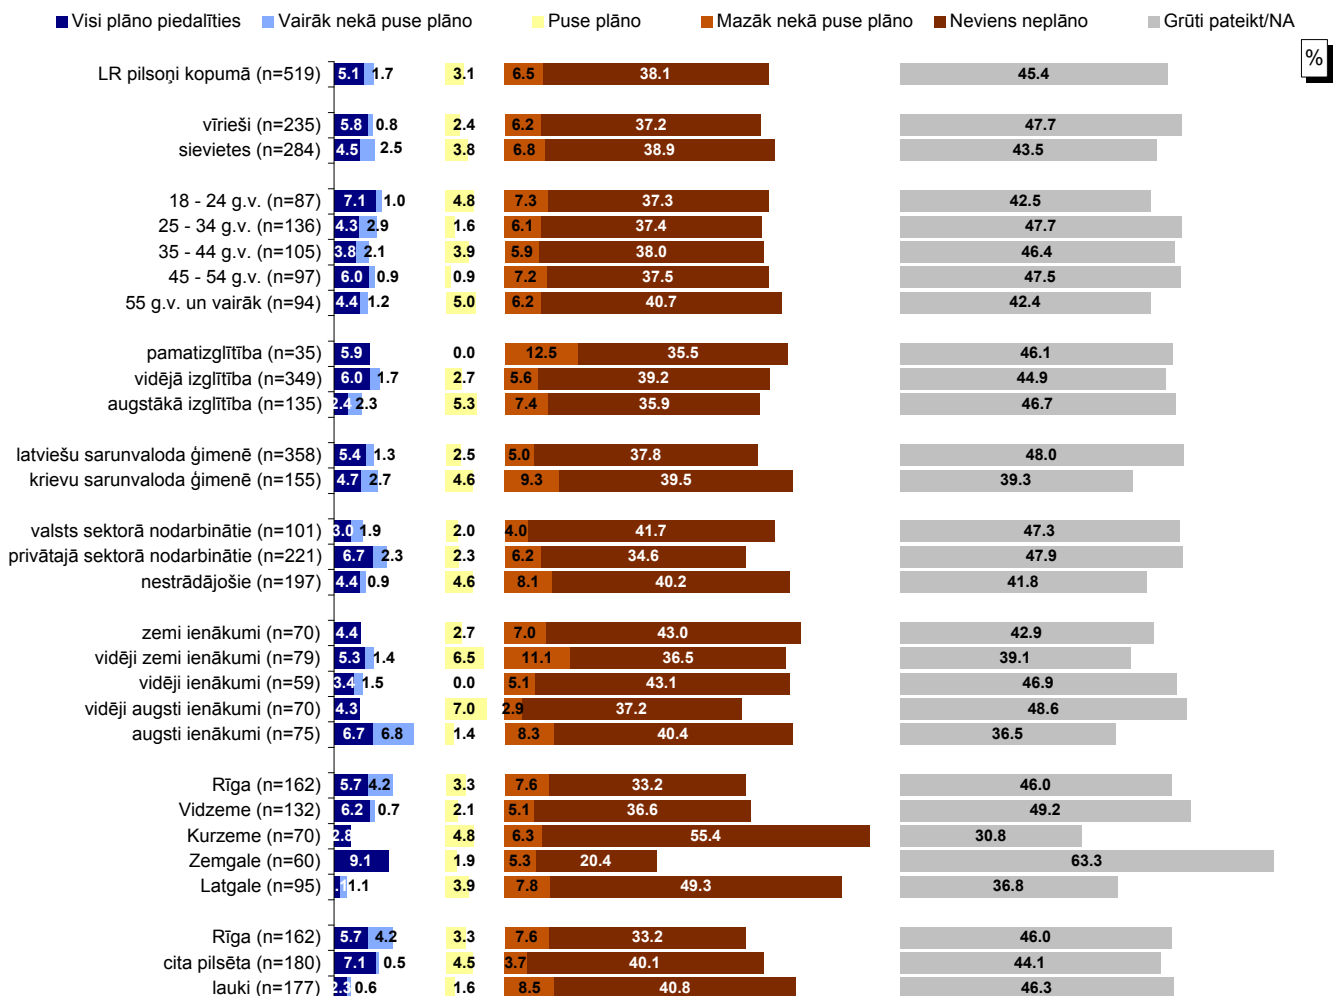 Visi plāno piedalīties Vairāk nekā puse plāno Puse plāno Mazāk nekā puse plāno Neviens neplāno Grūti pateikt/NA
%
LR pilsoņi kopumā (n=519) 5.1 1.7 3.1 6.5 38.1 45.4
vīrieši (n=235) 5.8 0.8 2.4 6.2 37.2 47.7
sievietes (n=284) 4.5 2.5 3.8 6.8 38.9 43.5
18 - 24 g.v. (n=87) 7.1 1.0 4.8 7.3 37.3 42.5
25 - 34 g.v. (n=136) 4.3 2.9 1.6 6.1 37.4 47.7
35 - 44 g.v. (n=105) 3.8 2.1 3.9 5.9 38.0 46.4
45 - 54 g.v. (n=97) 6.0 0.9 0.9 7.2 37.5 47.5
55 g.v. un vairāk (n=94) 4.4 1.2 5.0 6.2 40.7 42.4
pamatizglītība (n=35) 5.9 0.0 12.5 35.5 46.1
vidējā izglītība (n=349) 6.0 1.7 2.7 5.6 39.2 44.9
augstākā izglītība (n=135) 2.4 2.3 5.3 7.4 35.9 46.7
latviešu sarunvaloda ģimenē (n=358) 5.4 1.3 2.5 5.0 37.8 48.0
krievu sarunvaloda ģimenē (n=155) 4.7 2.7 4.6 9.3 39.5 39.3
valsts sektorā nodarbinātie (n=101) 3.0 1.9 2.0 4.0 41.7 47.3
privātajā sektorā nodarbinātie (n=221) 6.7 2.3 2.3 6.2 34.6 47.9
nestrādājošie (n=197) 4.4 0.9 4.6 8.1 40.2 41.8
zemi ienākumi (n=70) 4.4 2.7 7.0 43.0 42.9
vidēji zemi ienākumi (n=79) 5.3 1.4 6.5 11.1 36.5 39.1
vidēji ienākumi (n=59) 3.4 1.5 0.0 5.1 43.1 46.9
vidēji augsti ienākumi (n=70) 4.3 7.0 2.9 37.2 48.6
augsti ienākumi (n=75) 6.7 6.8 1.4 8.3 40.4 36.5
Rīga (n=162) 5.7 4.2 3.3 7.6 33.2 46.0
Vidzeme (n=132) 6.2 0.7 2.1 5.1 36.6 49.2
Kurzeme (n=70) 2.8 4.8 6.3 55.4 30.8
Zemgale (n=60) 9.1 1.9 5.3 20.4 63.3
Latgale (n=95) 1.1 3.9 7.8 49.3 36.8
Rīga (n=162) 5.7 4.2 3.3 7.6 33.2 46.0
cita pilsēta (n=180) 7.1 0.5 4.5 3.7 40.1 44.1
lauki (n=177) 2.3 0.6 1.6 8.5 40.8 46.3